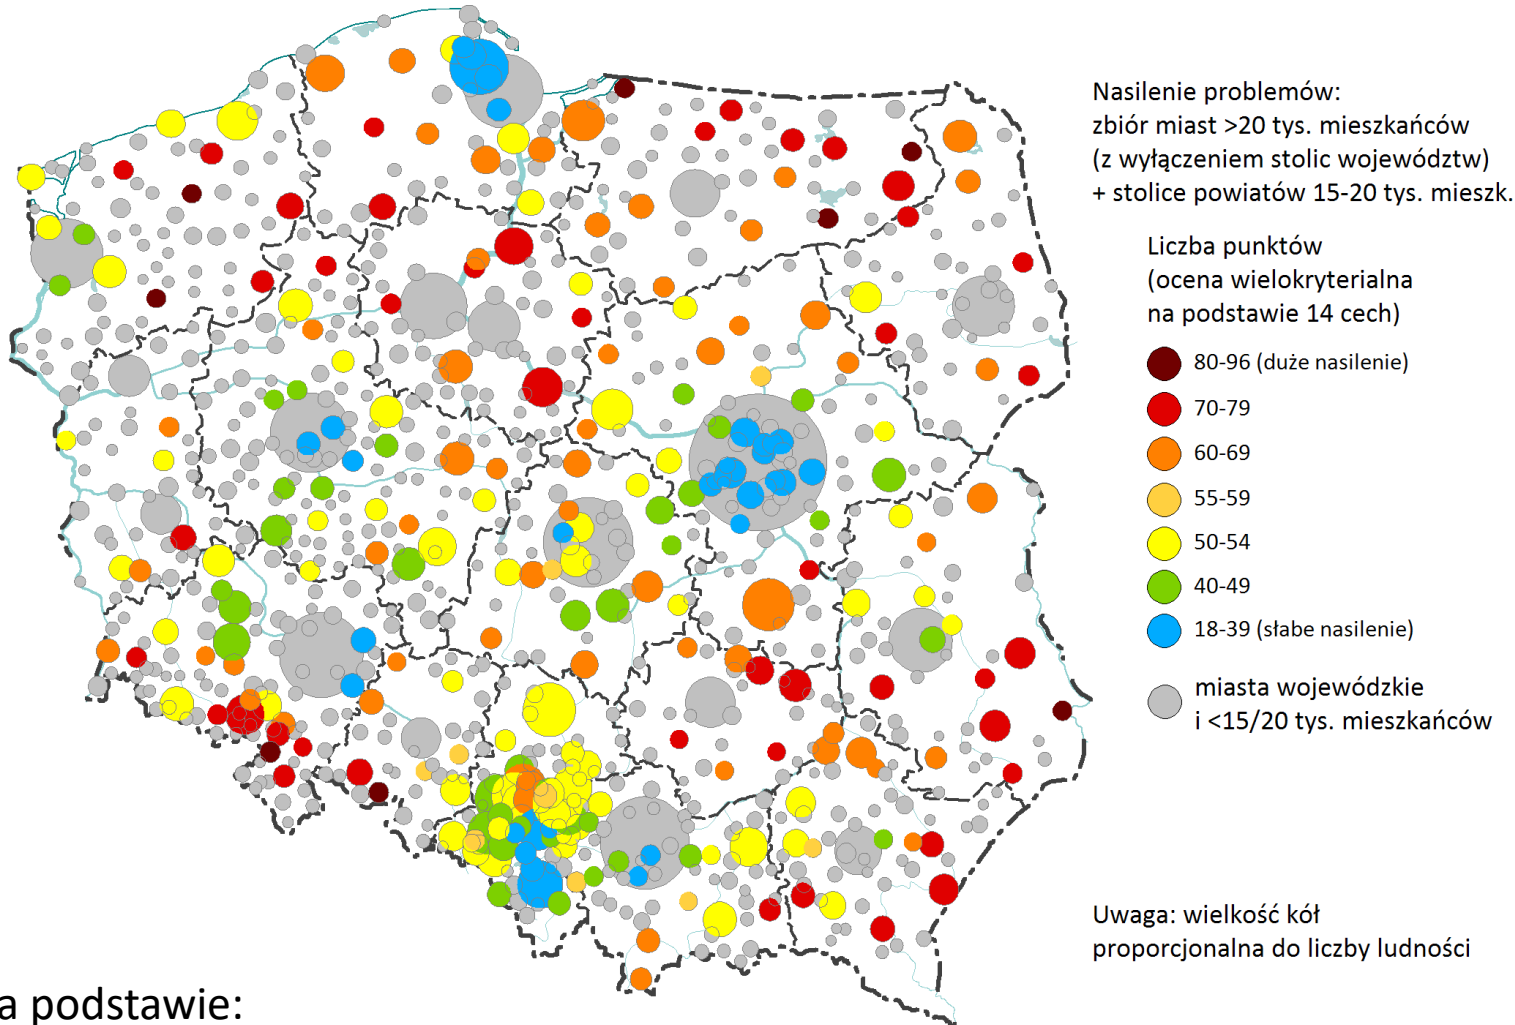 Nasilenie problemów:
zbiór miast >20 tys. mieszkańców
(z wyłączeniem stolic województw)
+ stolice powiatów 15-20 tys. mieszk.
Liczba punktów
(ocena wielokryterialna
na podstawie 14 cech)
80-96 (duże nasilenie)
70-79
60-69
55-59
50-54
40-49
18-39 (słabe nasilenie)
miasta wojewódzkie
i <15/20 tys. mieszkańców
Uwaga: wielkość kół
proporcjonalna do liczby ludności
a podstawie: